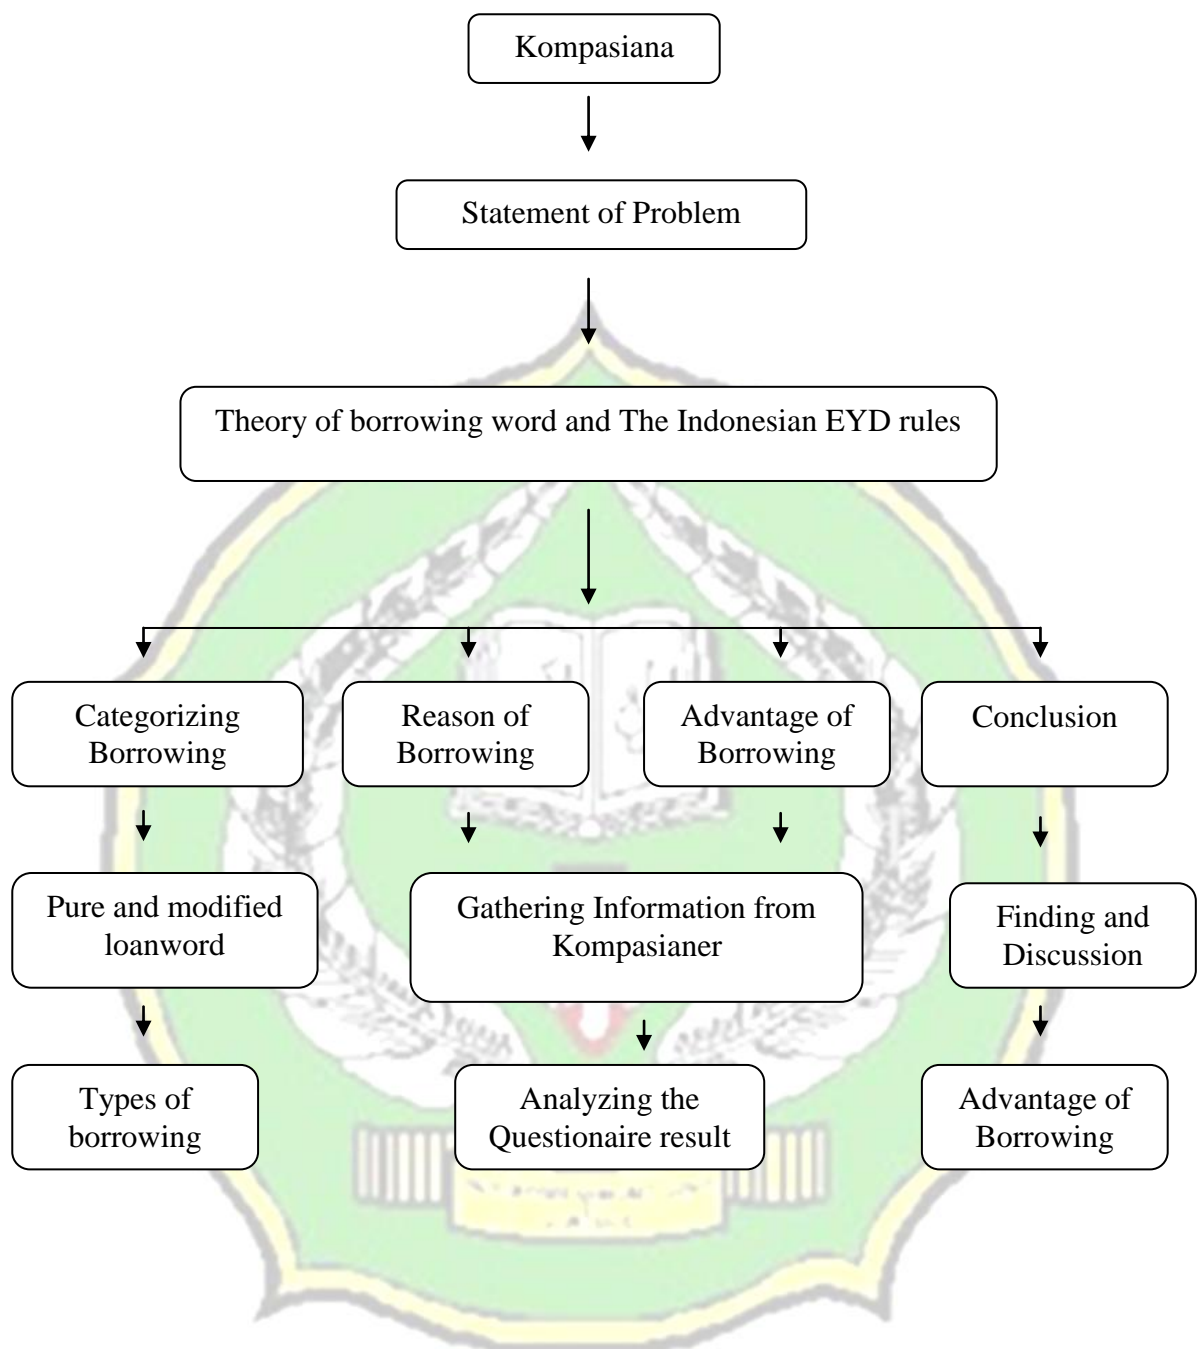 Kompasiana
Statement of Problem
Theory of borrowing word and The Indonesian EYD rules
Categorizing
Borrowing
Reason of
Borrowing
Advantage of
Borrowing
Conclusion
Pure and modified
loanword
Gathering Information from
Kompasianer
Finding and
Discussion
Types of
borrowing
Analyzing the
Questionaire result
Advantage of
Borrowing